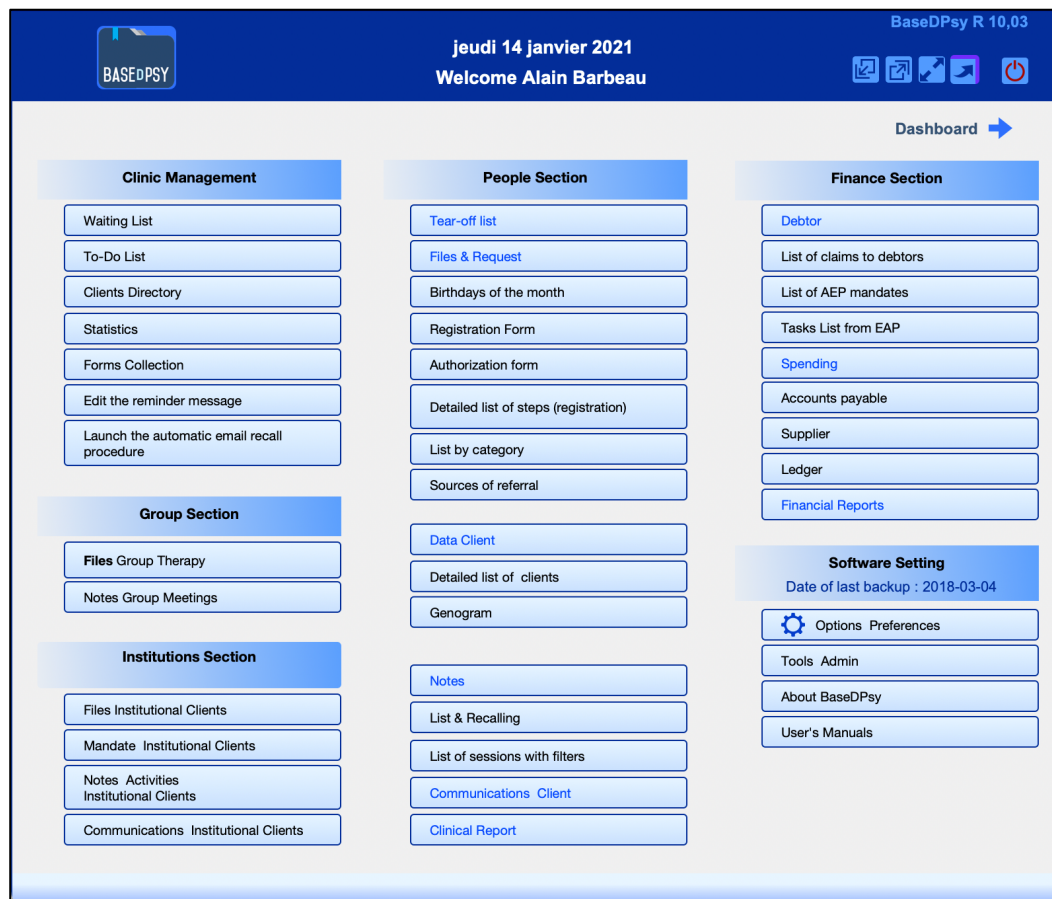 BaseDPsy R 10,03
BASEDPSY
jeudi 14 janvier 2021
Welcome Alain Barbeau
Dashboard
Clinic Management
Waiting List
To-Do List
Clients Directory
Statistics
Forms Collection
Edit the reminder message
Launch the automatic email recall
procedure
Group Section
Files Group Therapy
Notes Group Meetings
Institutions Section
Files Institutional Clients
Mandate Institutional Clients
Notes Activities
Institutional Clients
Communications Institutional Clients
People Section
Tear-off list
Files & Request
Birthdays of the month
Registration Form
Authorization form
Detailed list of steps (registration)
List by category
Sources of referral
Data Client
Detailed list of clients
Genogram
Notes
List & Recalling
List of sessions with filters
Communications Client
Clinical Report
Finance Section
Debtor
List of claims to debtors
List of AEP mandates
Tasks List from EAP
Spending
Accounts payable
Supplier
Ledger
Financial Reports
Software Setting
Date of last backup : 2018-03-04
Options Preferences
Tools Admin
About BaseDPsy
User's Manuals